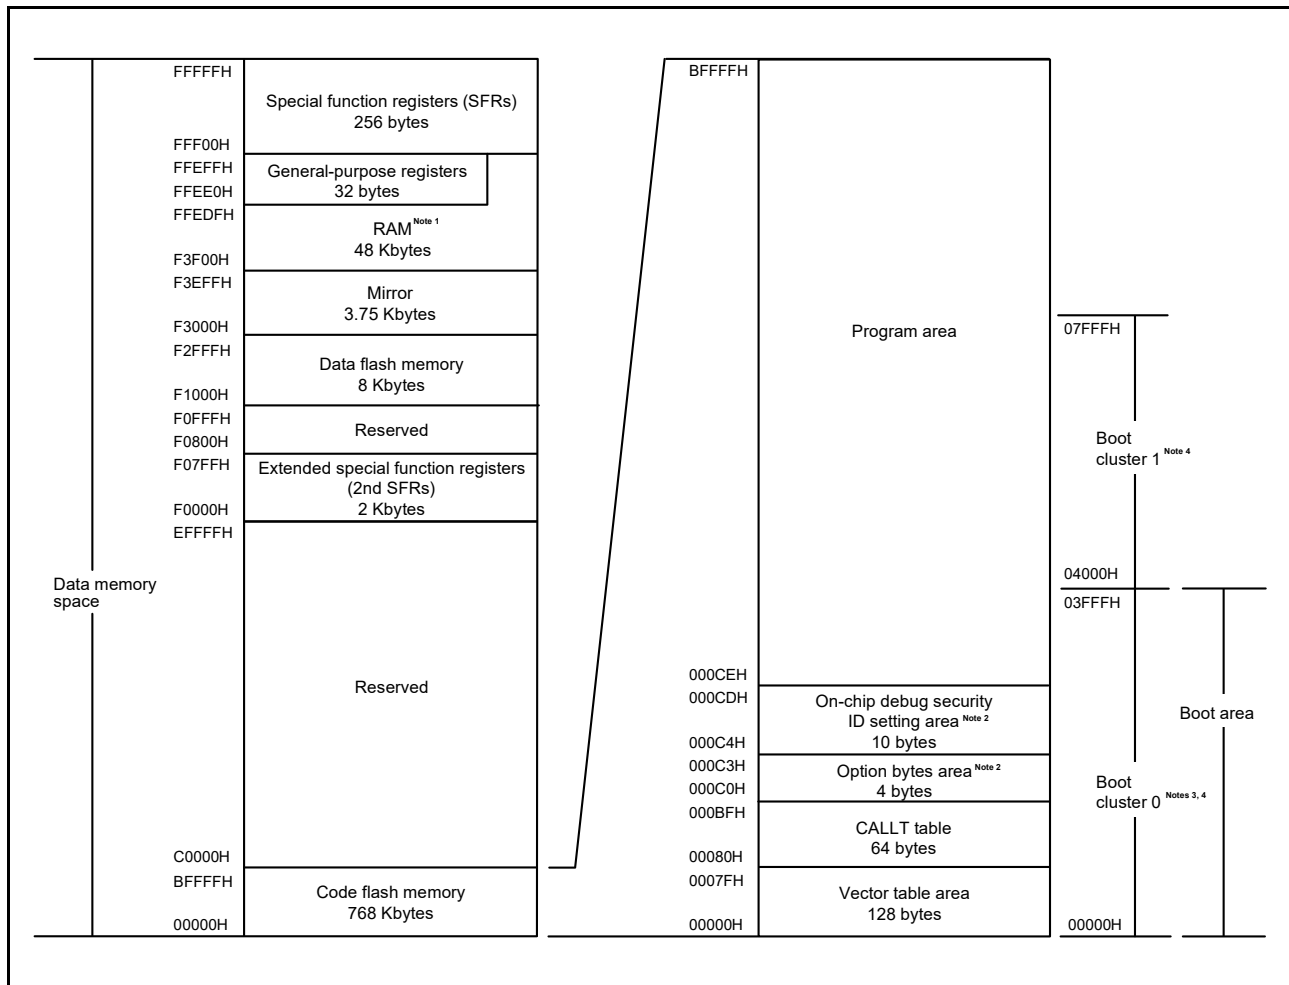 FFFFFH
Special function registers (SFRs)
256 bytes
FFF00H
FFEFFH
General-purpose registers
32 bytes
FFEE0H
FFEDFH
RAM Note 1
48 Kbytes
F3F00H
F3EFFH
Mirror
3.75 Kbytes
F3000H
F2FFFH
Data flash memory
8 Kbytes
F1000H
F0FFFH
Reserved
F0800H
F07FFH
Extended special function registers
(2nd SFRs)
2 Kbytes
F0000H
EFFFFH
Data memory
space
Reserved
C0000H
BFFFFH
Code flash memory
768 Kbytes
00000H
BFFFFH
Program area
000CEH
000CDH
On-chip debug security
ID setting area Note 2
10 bytes
000C4H
000C3H
Option bytes area Note 2
4 bytes
000C0H
000BFH
CALLT table
64 bytes
00080H
0007FH
Vector table area
128 bytes
00000H
07FFFH
Boot
cluster 1 Note 4
04000H
03FFFH
Boot area
Boot
cluster 0 Notes 3, 4
00000H